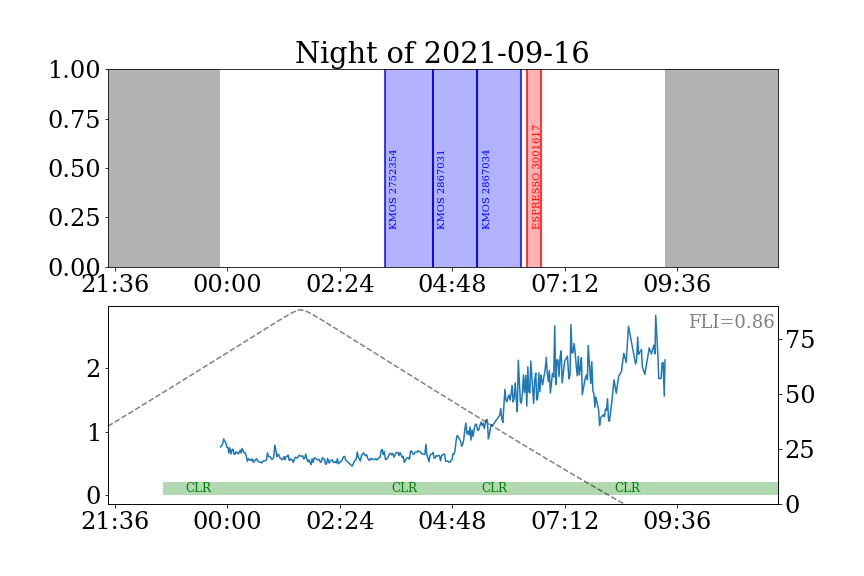 Night of 2021-09-16
1.00
0.75
0.50
0.25
0.00
KMOS 2752354
KMOS 2867031
KMOS 2867034
ESPRESSO 3001617
21:36 00:00 02:24 04:48 07:12 09:36
FLI=0.86
2
1
0
75
50
25
0
CLR CLR CLR CLR
21:36 00:00 02:24 04:48 07:12 09:36